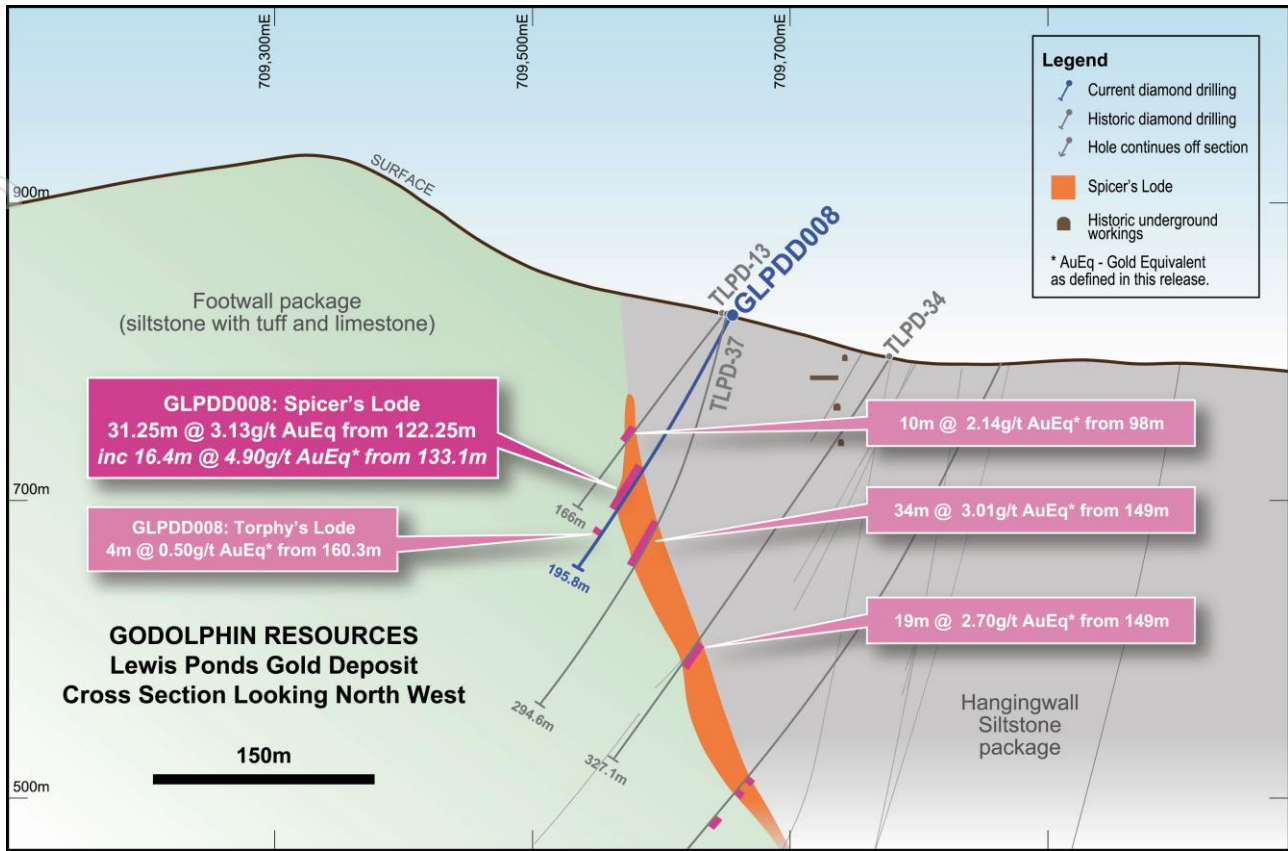 709,300mE
709,500mE
709,700mE
Legend
Current diamond drilling
Historic diamond drilling
Hole continues off section
Spicer's Lode
Historic underground
workings
* AuEq - Gold Equivalent
as defined in this release.
900m
SURFACE
TLPD-13
GLPDD008
TLPD-37
TLPD-34
Footwall package
(siltstone with tuff and limestone)
GLPDD008: Spicer's Lode
31.25m @ 3.13g/t AuEq from 122.25m
inc 16.4m @ 4.90g/t AuEq* from 133.1m
10m @ 2.14g/t AuEq* from 98m
700m
166m
34m @ 3.01g/t AuEq* from 149m
GLPDD008: Torphy's Lode
4m @ 0.50g/t AuEq* from 160.3m
195.8m
19m @ 2.70g/t AuEq* from 149m
GODOLPHIN RESOURCES
Lewis Ponds Gold Deposit
Cross Section Looking North West
294.6m
327.1m
Hangingwall
Siltstone
package
150m
500m